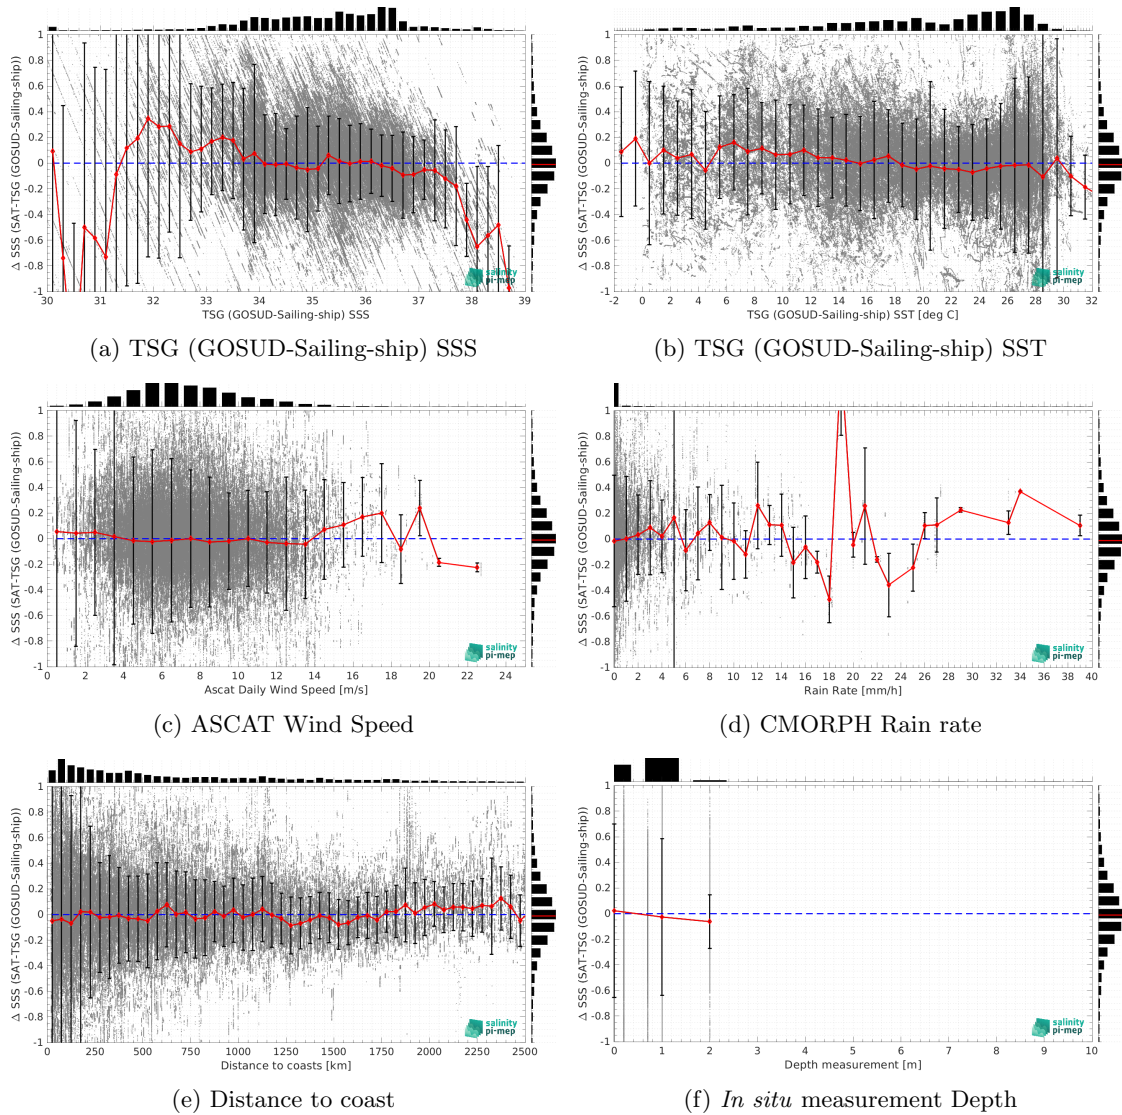 Δ SSS (SAT-TSG (GOSUD-Sailing-ship))
1
0.8
0.6
0.4
0.2
0
-0.2
-0.4
-0.6
-0.8
-1
salinity
pi-mep
30 31 32 33 34 35 36 37 38 39
TSG (GOSUD-Sailing-ship) SSS
(a) TSG (GOSUD-Sailing-ship) SSS
Δ SSS (SAT-TSG (GOSUD-Sailing-ship))
1
0.8
0.6
0.4
0.2
0
-0.2
-0.4
-0.6
-0.8
-1
salinity
pi-mep
-2 0 2 4 6 8 10 12 14 16 18 20 22 24 26 28 30 32
TSG (GOSUD-Sailing-ship) SST [deg C]
(b) TSG (GOSUD-Sailing-ship) SST
Δ SSS (SAT-TSG (GOSUD-Sailing-ship))
1
0.8
0.6
0.4
0.2
0
-0.2
-0.4
-0.6
-0.8
-1
salinity
pi-mep
0 2 4 6 8 10 12 14 16 18 20 22 24
Ascat Daily Wind Speed [m/s]
(c) ASCAT Wind Speed
Δ SSS (SAT-TSG (GOSUD-Sailing-ship))
1
0.8
0.6
0.4
0.2
0
-0.2
-0.4
-0.6
-0.8
-1
salinity
pi-mep
0 2 4 6 8 10 12 14 16 18 20 22 24 26 28 30 32 34 36 38 40
Rain Rate [mm/h]
(d) CMORPH Rain rate
Δ SSS (SAT-TSG (GOSUD-Sailing-ship))
1
0.8
0.6
0.4
0.2
0
-0.2
-0.4
-0.6
-0.8
-1
salinity
pi-mep
0 250 500 750 1000 1250 1500 1750 2000 2250 2500
Distance to coasts [km]
(e) Distance to coast
Δ SSS (SAT-TSG (GOSUD-Sailing-ship))
1
0.8
0.6
0.4
0.2
0
-0.2
-0.4
-0.6
-0.8
-1
salinity
pi-mep
0 1 2 3 4 5 6 7 8 9 10
Depth measurement [m]
(f) In situ measurement Depth